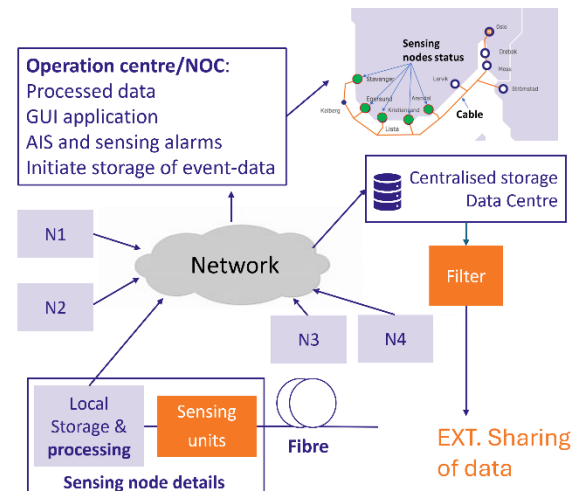 Operation centre/NOC:
Processed data
GUI application
AIS and sensing alarms
Initiate storage of event-data
Sensing
nodes status
Oslo
Drøbak
Moss
Larvik
Strömstad
Stavanger
Egersund
Kristiansand
Arendal
Lista
Cable
Centralised storage
Data Centre
N1
N2
Network
Filter
N3
N4
Local
Storage &
processing
Sensing
units
Fibre
Sensing node details
EXT. Sharing
of data